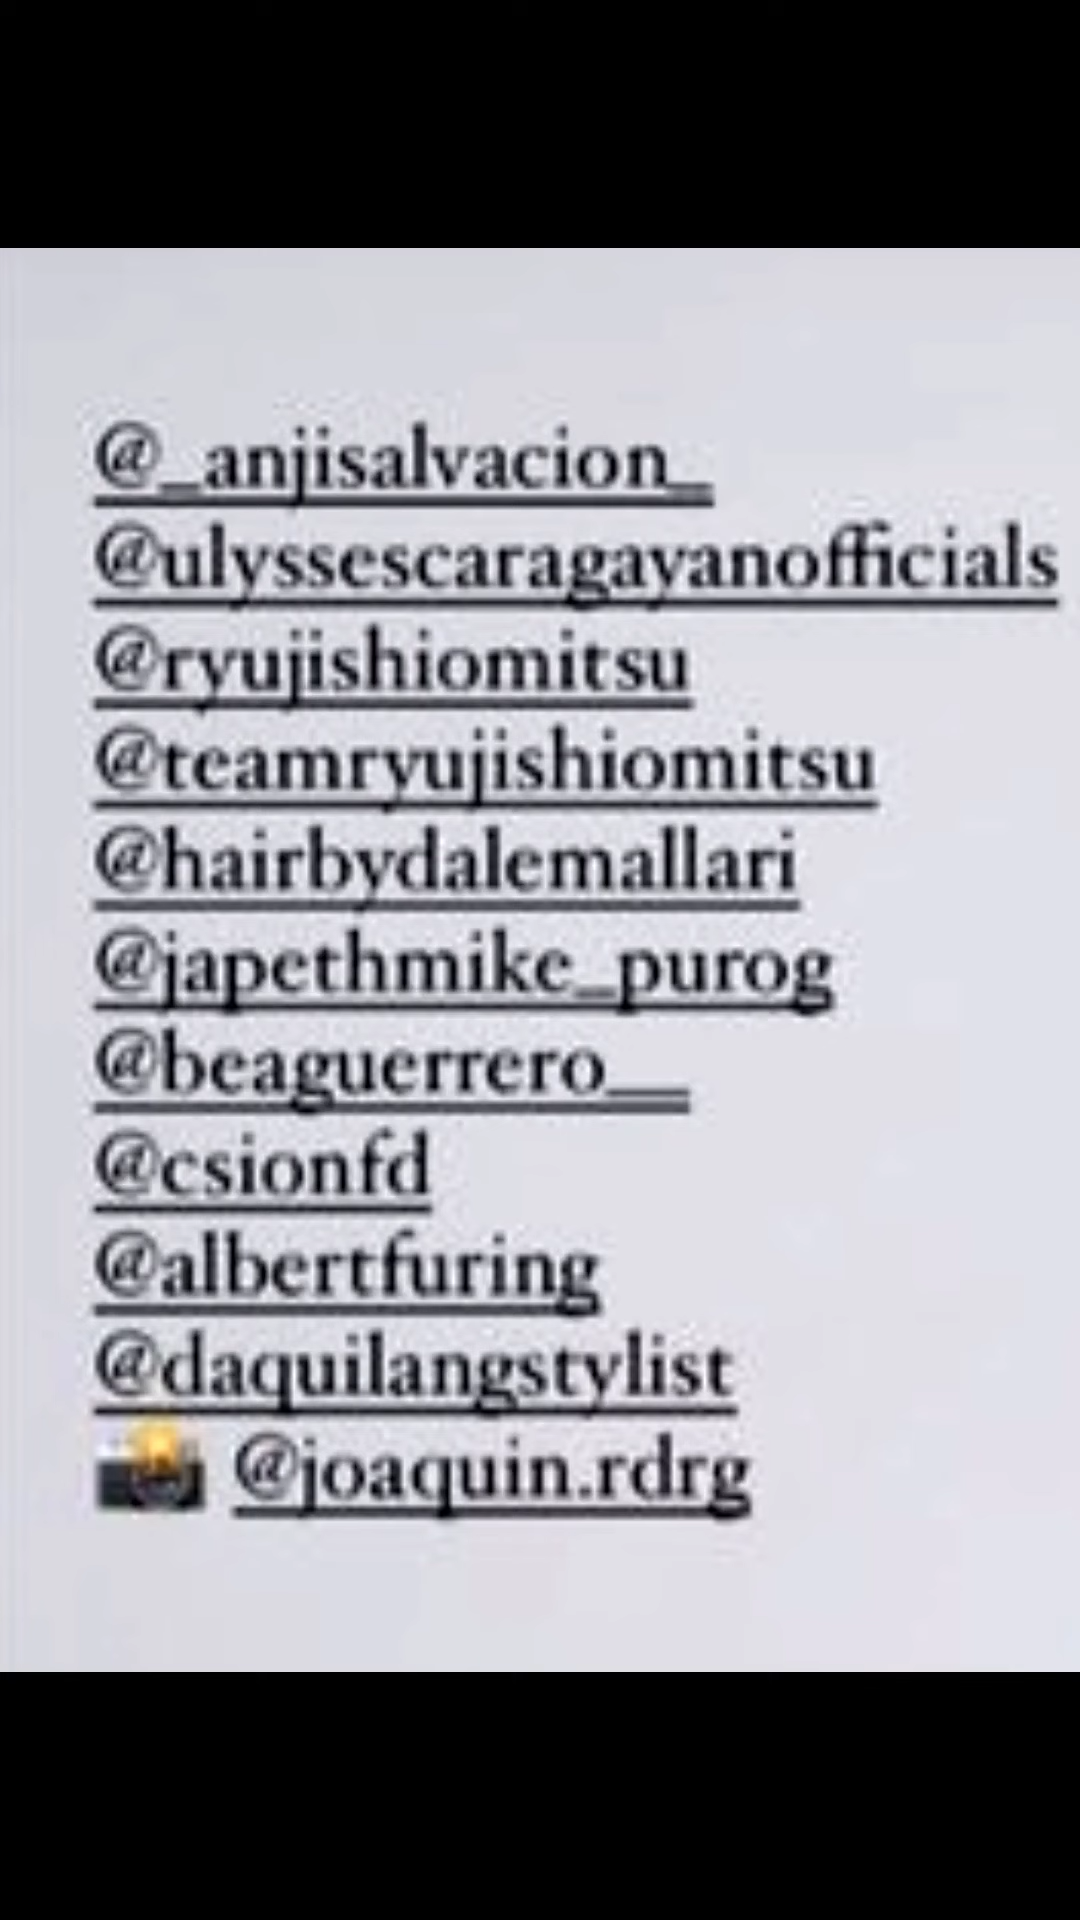 @_anjisalvacion_
@ulyssescaragayanofficials
@ryujishiomitsu
@teamryujishiomitsu
@hairbydalemallari
@japethmike_purog
@beaguerrero__
@csionfd
@albertfuring
@daquilangstylist
📸 @joaquin.rdrg